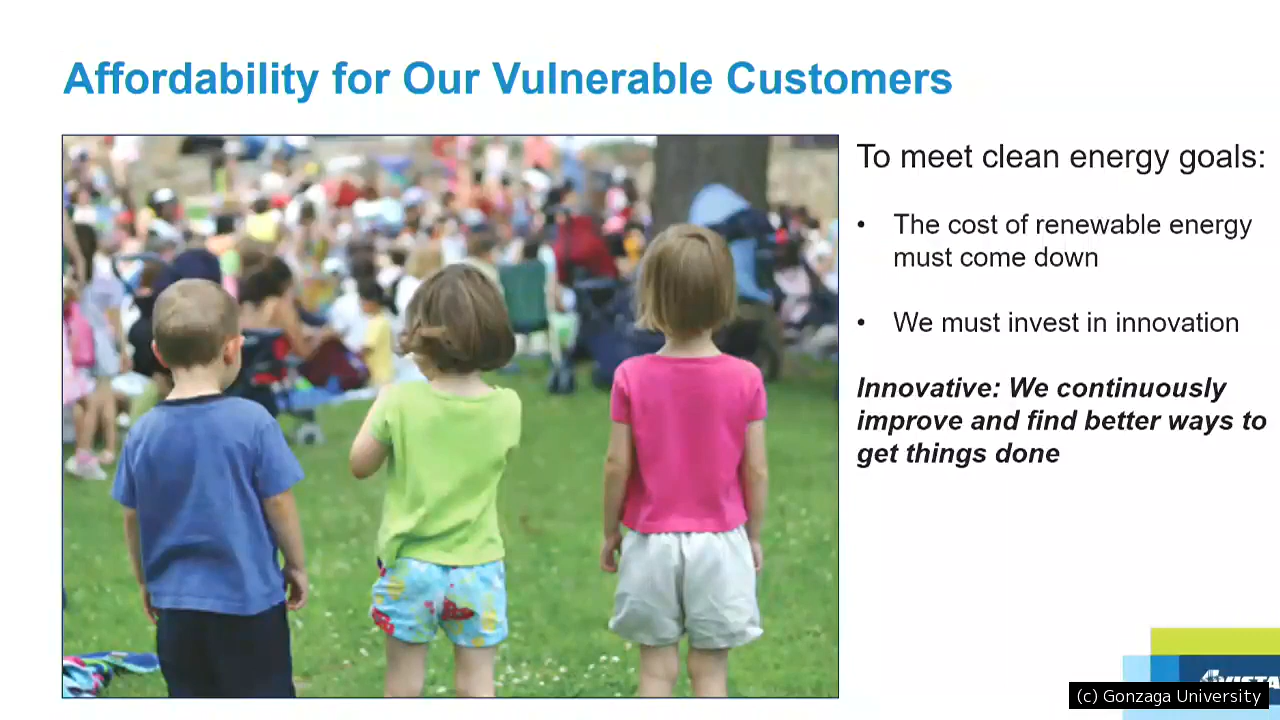 Affordability for Our Vulnerable Customers
To meet clean energy goals:
• The cost of renewable energy
must come down
• We must invest in innovation
Innovative: We continuously
improve and find better ways to
get things done
(c) Gonzaga University